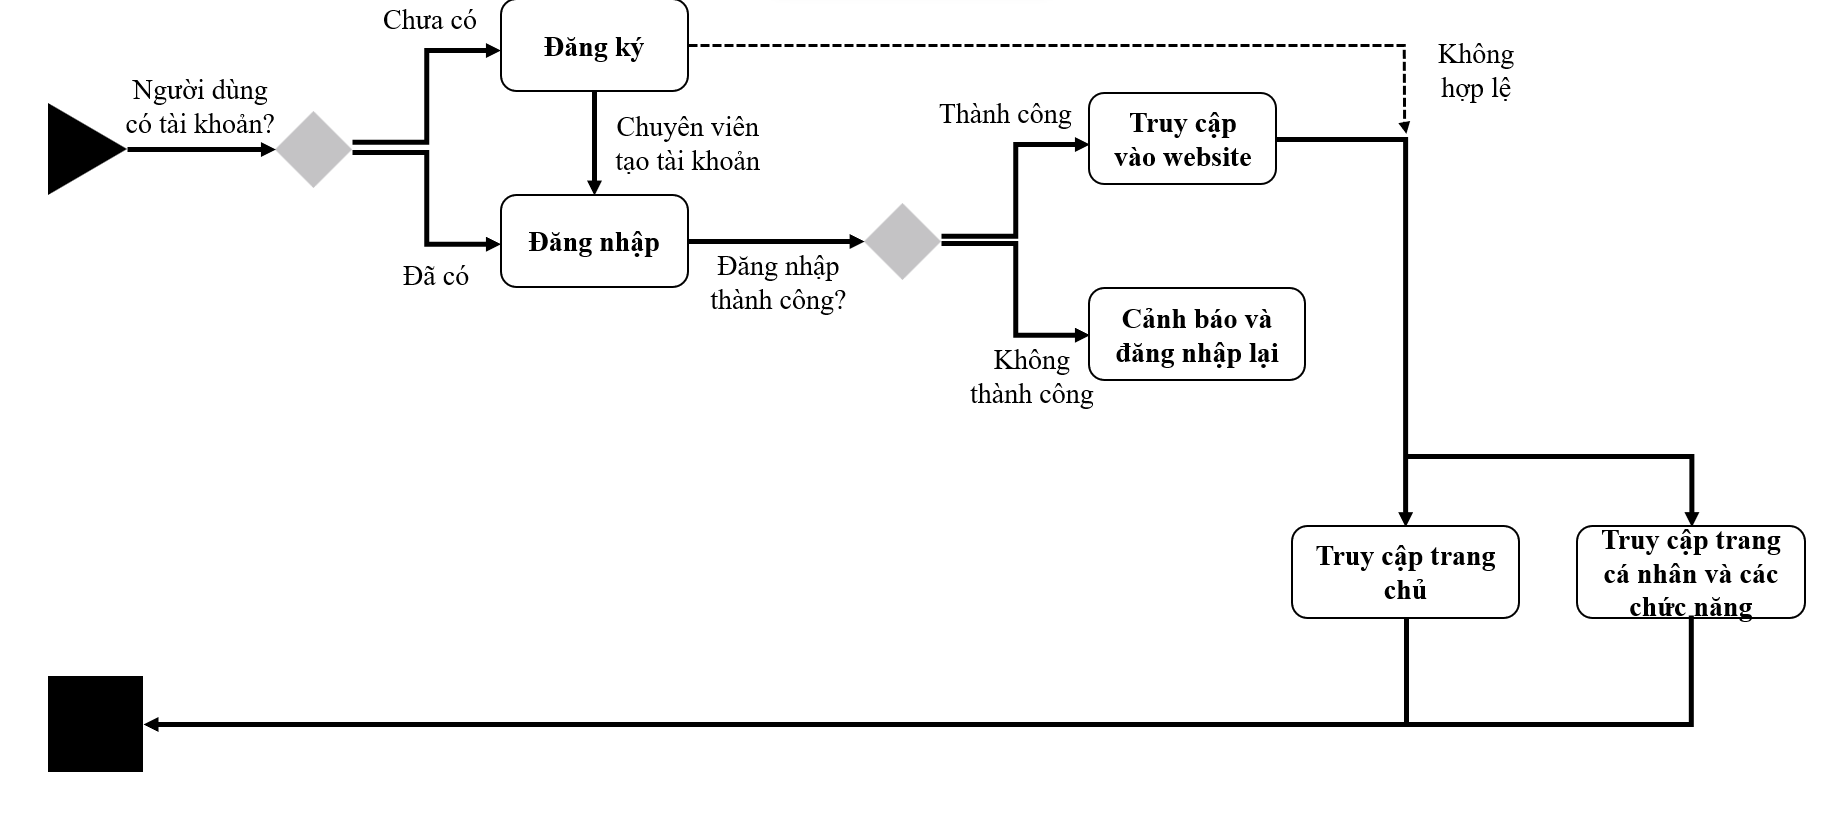 Chưa có
Đăng ký
Không
hợp lệ
Người dùng
có tài khoản?
Chuyên viên
tạo tài khoản
Thành công
Truy cập
vào website
Đã có
Đăng nhập
Đăng nhập
thành công?
Cảnh báo và
đăng nhập lại
Không
thành công
Truy cập trang
chủ
Truy cập trang
cá nhân và các
chức năng